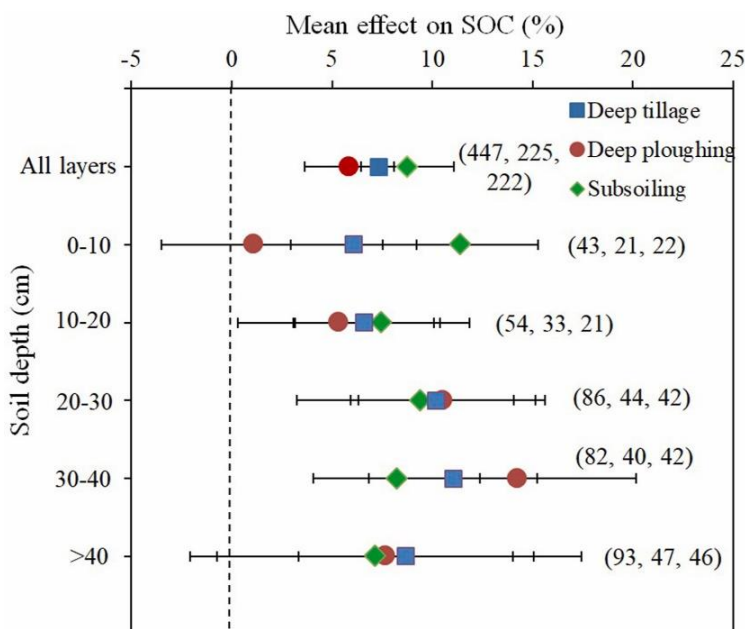 Mean effect on SOC (%)
-5 0 5 10 15 20 25
Deep tillage
Deep ploughing
Subsoiling
Soil depth (cm)
All layers
(447, 225,
222)
0-10
(43, 21, 22)
10-20
(54, 33, 21)
20-30
(86, 44, 42)
30-40
(82, 40, 42)
>40
(93, 47, 46)